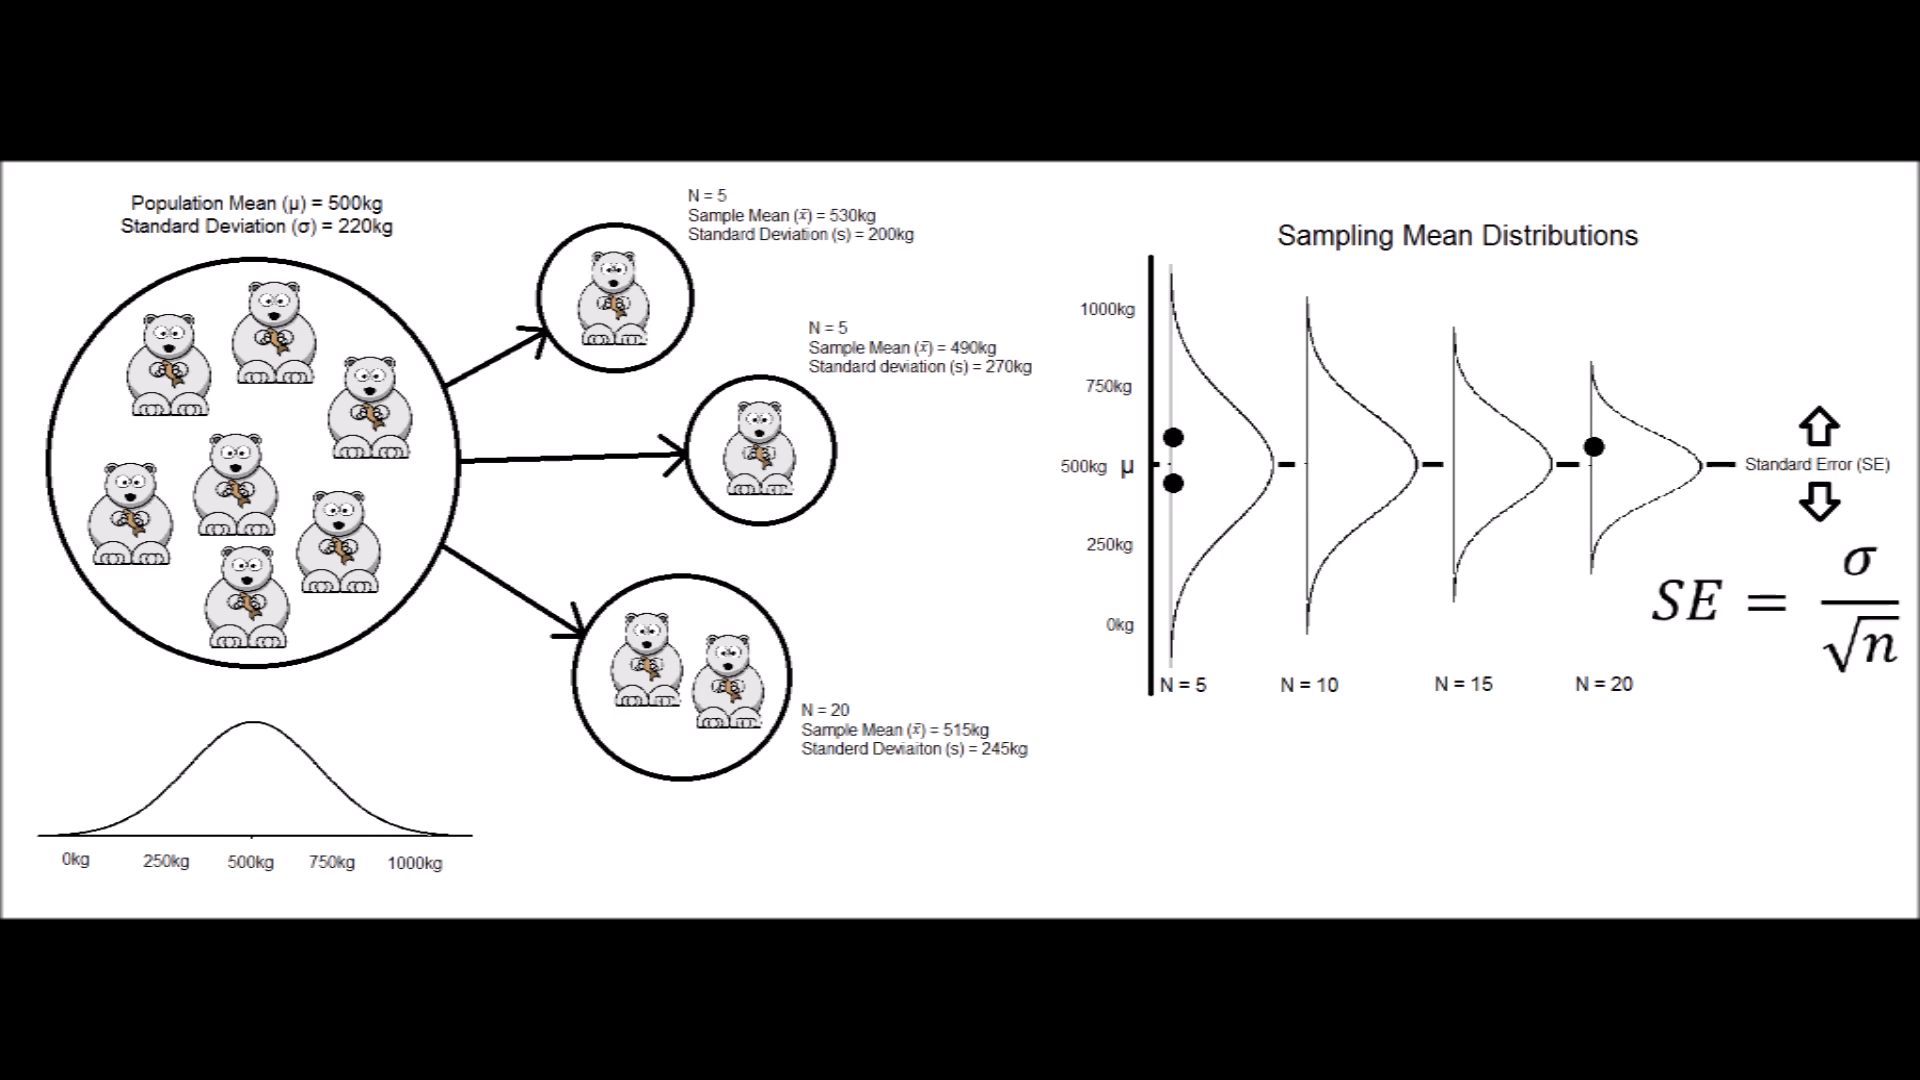 Population Mean (μ) = 500kg
Standard Deviation (σ) = 220kg
N = 5
Sample Mean (x̄) = 530kg
Standard Deviation (s) = 200kg
N = 5
Sample Mean (x̄) = 490kg
Standard deviation (s) = 270kg
N = 20
Sample Mean (x̄) = 515kg
Standerd Deviaiton (s) = 245kg
0kg 250kg 500kg 750kg 1000kg
Sampling Mean Distributions
1000kg
750kg
500kg μ
250kg
0kg
N = 5 N = 10 N = 15 N = 20
Standard Error (SE)
SE = σ / √n